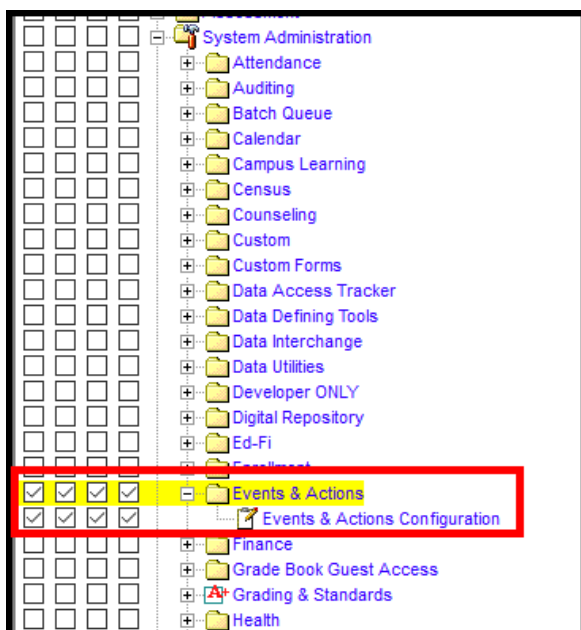 Assessment
System Administration
Attendance
Auditing
Batch Queue
Calendar
Campus Learning
Census
Counseling
Custom
Custom Forms
Data Access Tracker
Data Defining Tools
Data Interchange
Data Utilities
Developer ONLY
Digital Repository
Ed-Fi
Enrollment
Events & Actions
Events & Actions Configuration
Finance
Grade Book Guest Access
A+ Grading & Standards
Health